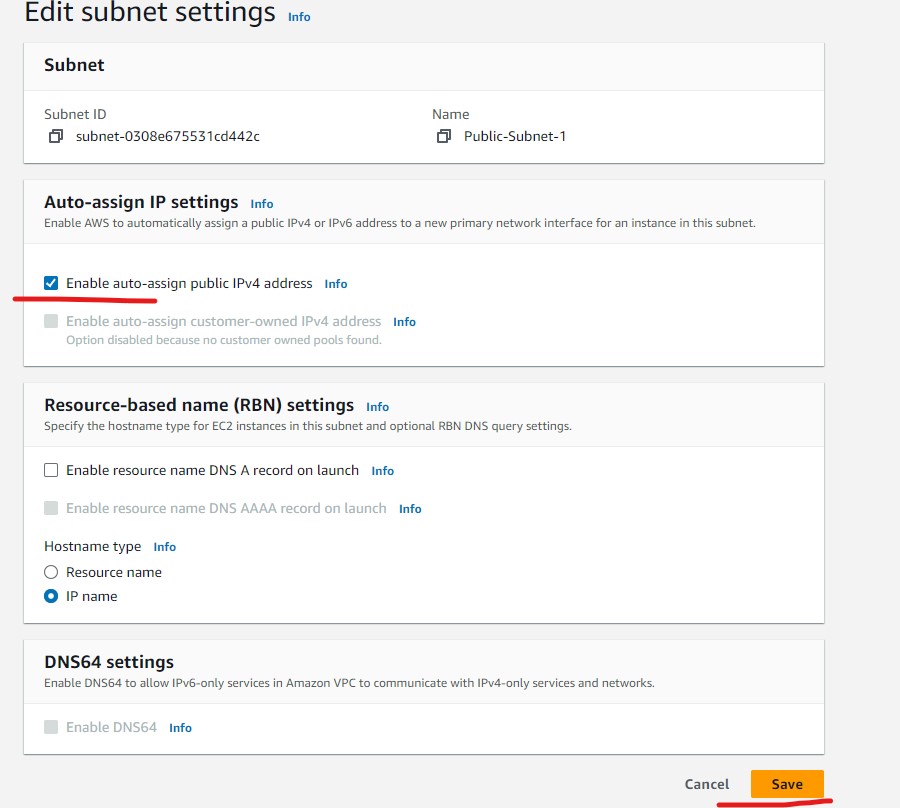 Edit subnet settings Info
Subnet
Subnet ID Name
subnet-0308e675531cd442c Public-Subnet-1
Auto-assign IP settings Info
Enable AWS to automatically assign a public IPv4 or IPv6 address to a new primary network interface for an instance in this subnet.
Enable auto-assign public IPv4 address Info
Enable auto-assign customer-owned IPv4 address Info
Option disabled because no customer owned pools found.
Resource-based name (RBN) settings Info
Specify the hostname type for EC2 instances in this subnet and optional RBN DNS query settings.
Enable resource name DNS A record on launch Info
Enable resource name DNS AAAA record on launch Info
Hostname type Info
Resource name
IP name
DNS64 settings
Enable DNS64 to allow IPv6-only services in Amazon VPC to communicate with IPv4-only services and networks.
Enable DNS64 Info
Cancel Save